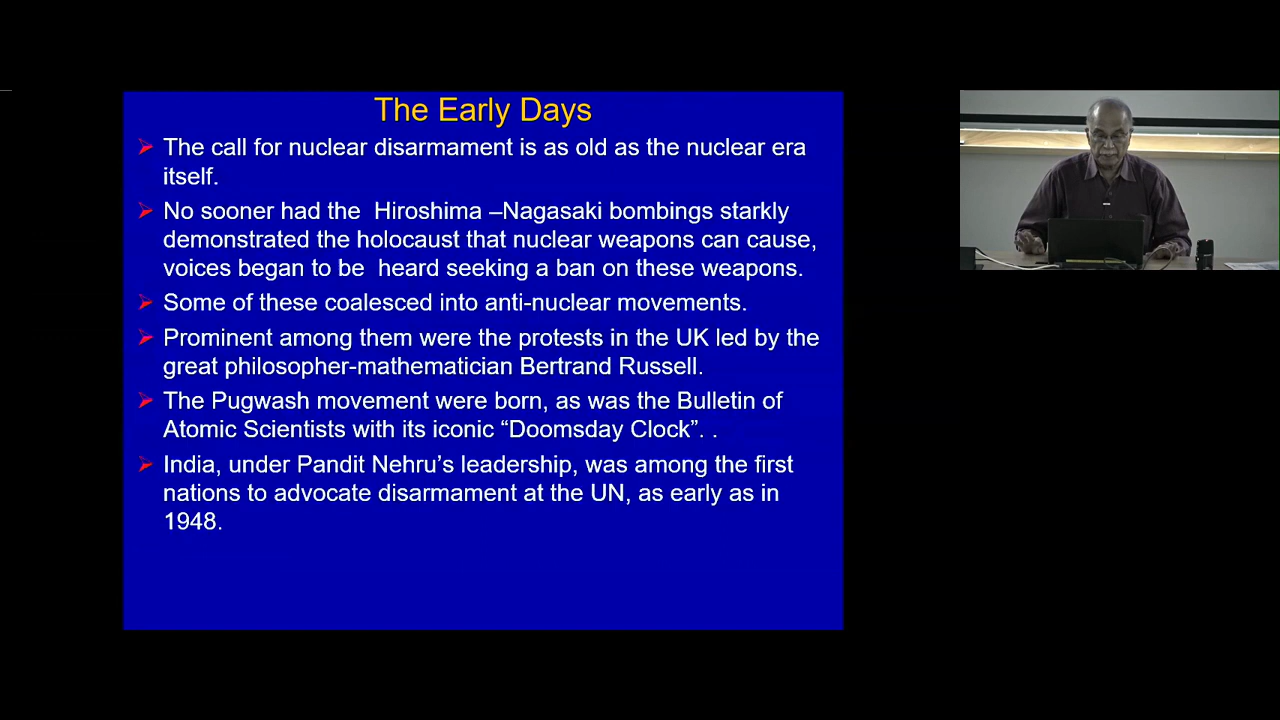 The Early Days
The call for nuclear disarmament is as old as the nuclear era
itself.
No sooner had the  Hiroshima –Nagasaki bombings starkly
demonstrated the holocaust that nuclear weapons can cause,
voices began to be  heard seeking a ban on these weapons.
Some of these coalesced into anti-nuclear movements.
Prominent among them were the protests in the UK led by the
great philosopher-mathematician Bertrand Russell.
The Pugwash movement were born, as was the Bulletin of
Atomic Scientists with its iconic “Doomsday Clock”. .
India, under Pandit Nehru’s leadership, was among the first
nations to advocate disarmament at the UN, as early as in
1948.